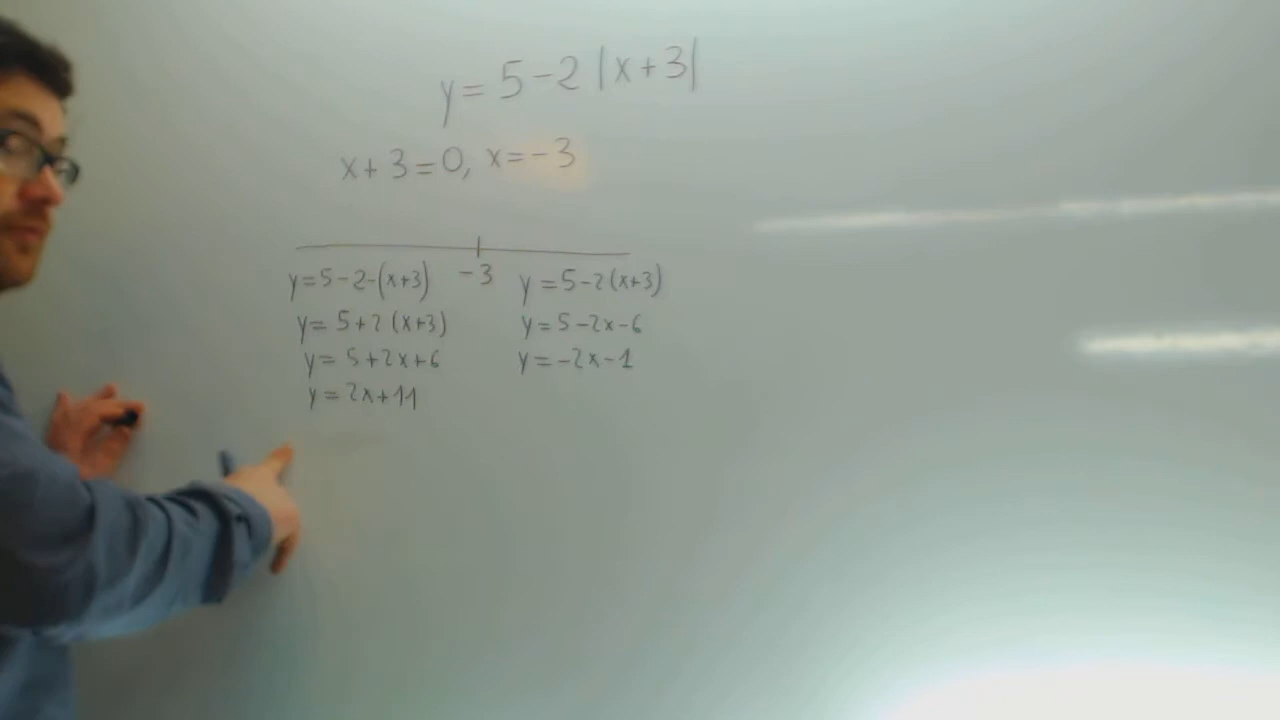 y = 5 - 2 |x + 3|
x + 3 = 0, x = -3
y = 5 - 2 - (x+3)
-3
y = 5 - 2 (x+3)
y = 5 + 2 (x+3)
y = 5 - 2x - 6
y = 5 + 2x + 6
y = -2x - 1
y = 2x + 11